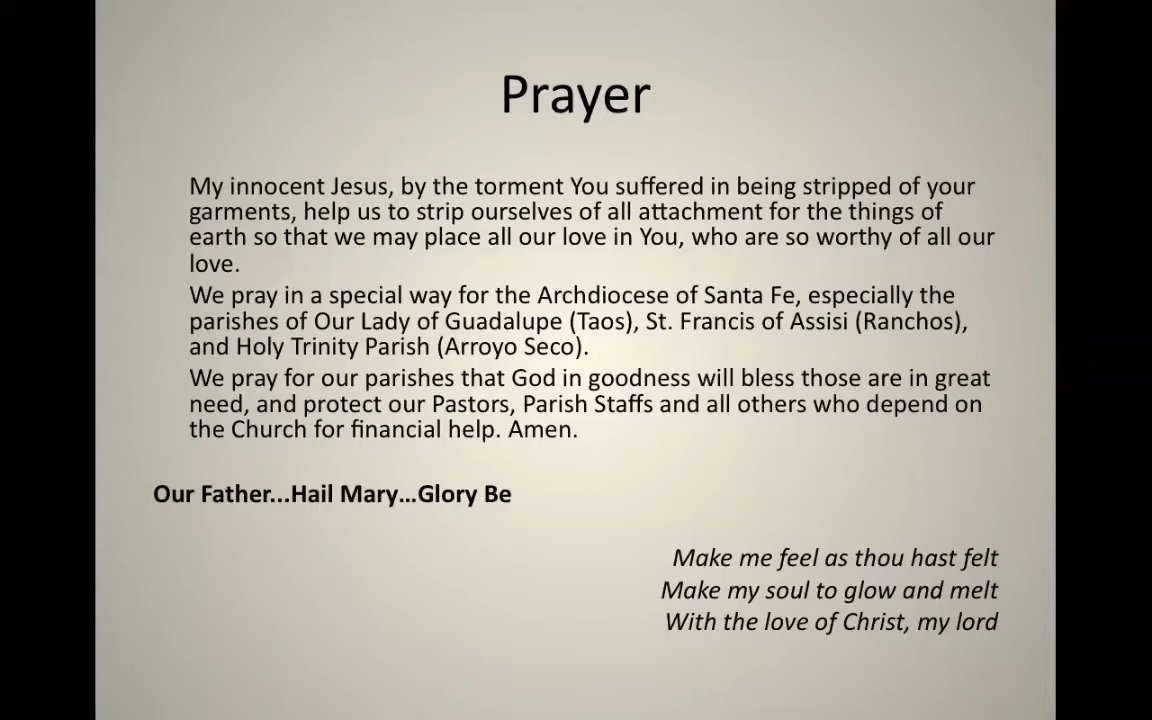 Prayer
My innocent Jesus, by the torment You suffered in being stripped of your
garments, help us to strip ourselves of all attachment for the things of
earth so that we may place all our love in You, who are so worthy of all our
love.
We pray in a special way for the Archdiocese of Santa Fe, especially the
parishes of Our Lady of Guadalupe (Taos), St. Francis of Assisi (Ranchos),
and Holy Trinity Parish (Arroyo Seco).
We pray for our parishes that God in goodness will bless those are in great
need, and protect our Pastors, Parish Staffs and all others who depend on
the Church for financial help. Amen.
Our Father...Hail Mary...Glory Be
Make me feel as thou hast felt
Make my soul to glow and melt
With the love of Christ, my lord